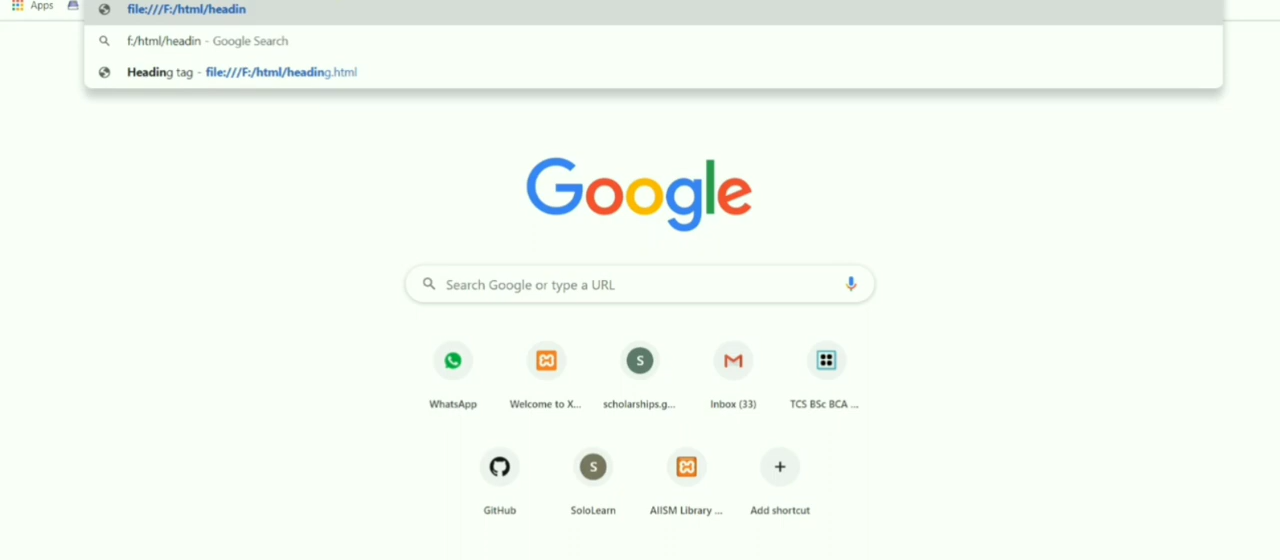 Apps
file:///F:/html/headin
f:/html/headin - Google Search
Heading tag - file:///F:/html/heading.html
Google
Search Google or type a URL
S
WhatsApp Welcome to X... scholarships.g... Inbox (33) TCS BSc BCA ...
S
GitHub SoloLearn AIISM Library ... Add shortcut